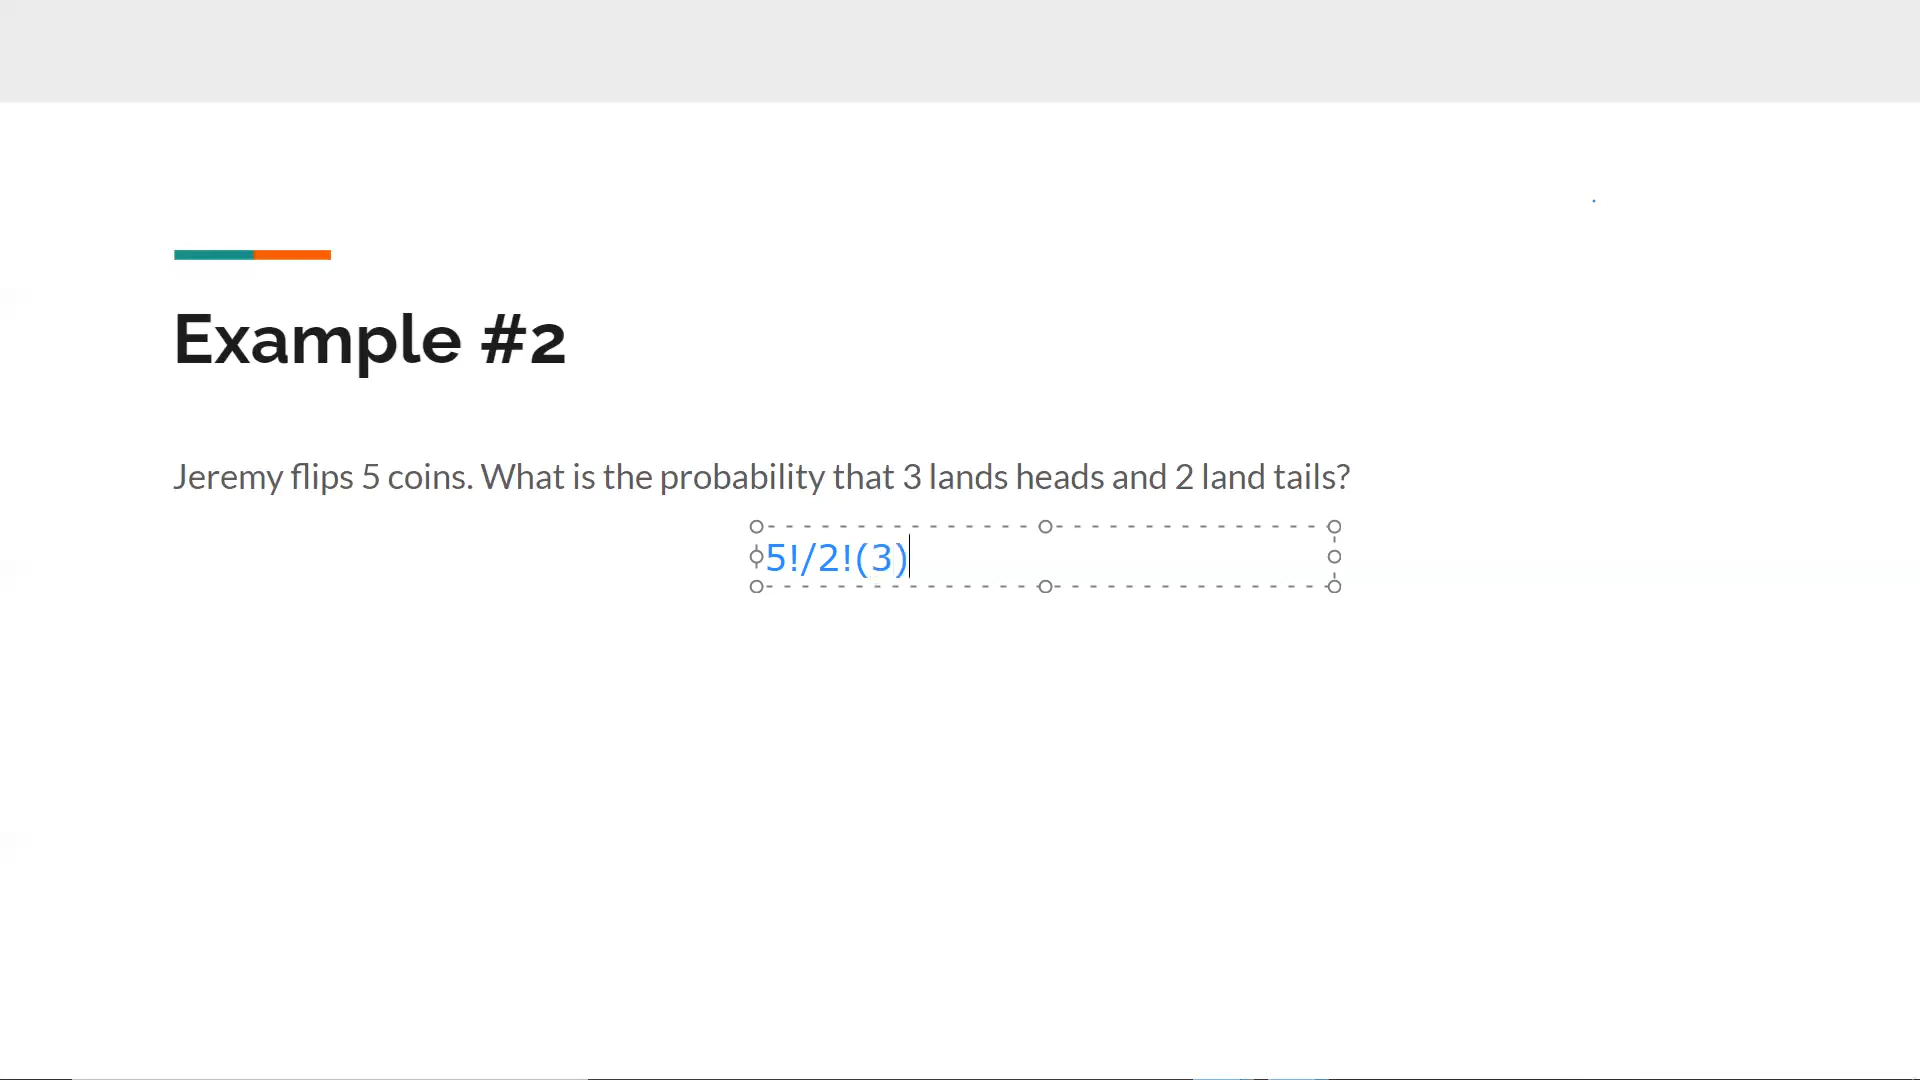 Example #2
Jeremy flips 5 coins. What is the probability that 3 lands heads and 2 land tails?
5!/2!(3)